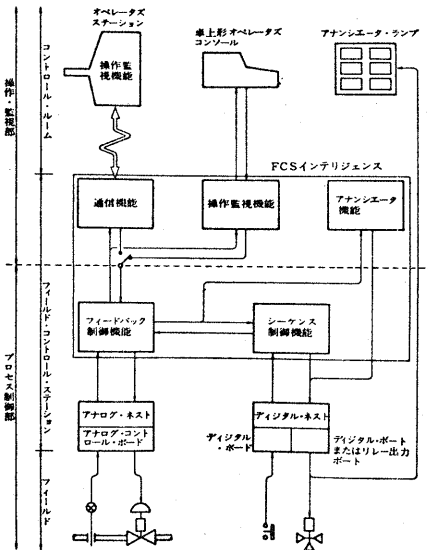 オペレータズ
ステーション
卓上形オペレータズ
コンソール
アナンシエータ・ランプ
操作監
視機能
操作・監視部
コントロール・ルーム
FCSインテリジェンス
通信機能
操作監視機能
アナンシエータ
機能
フィードバック
制御機能
シーケンス
制御機能
プロセス制御部
フィールド・コントロール・ステーション
アナログ・ネスト
アナログ・コント
ロール・ボード
ディジタル・ネスト
ディジタル
・ボード
ディジタル・ボード
またはリレー出力
ボード
フィールド